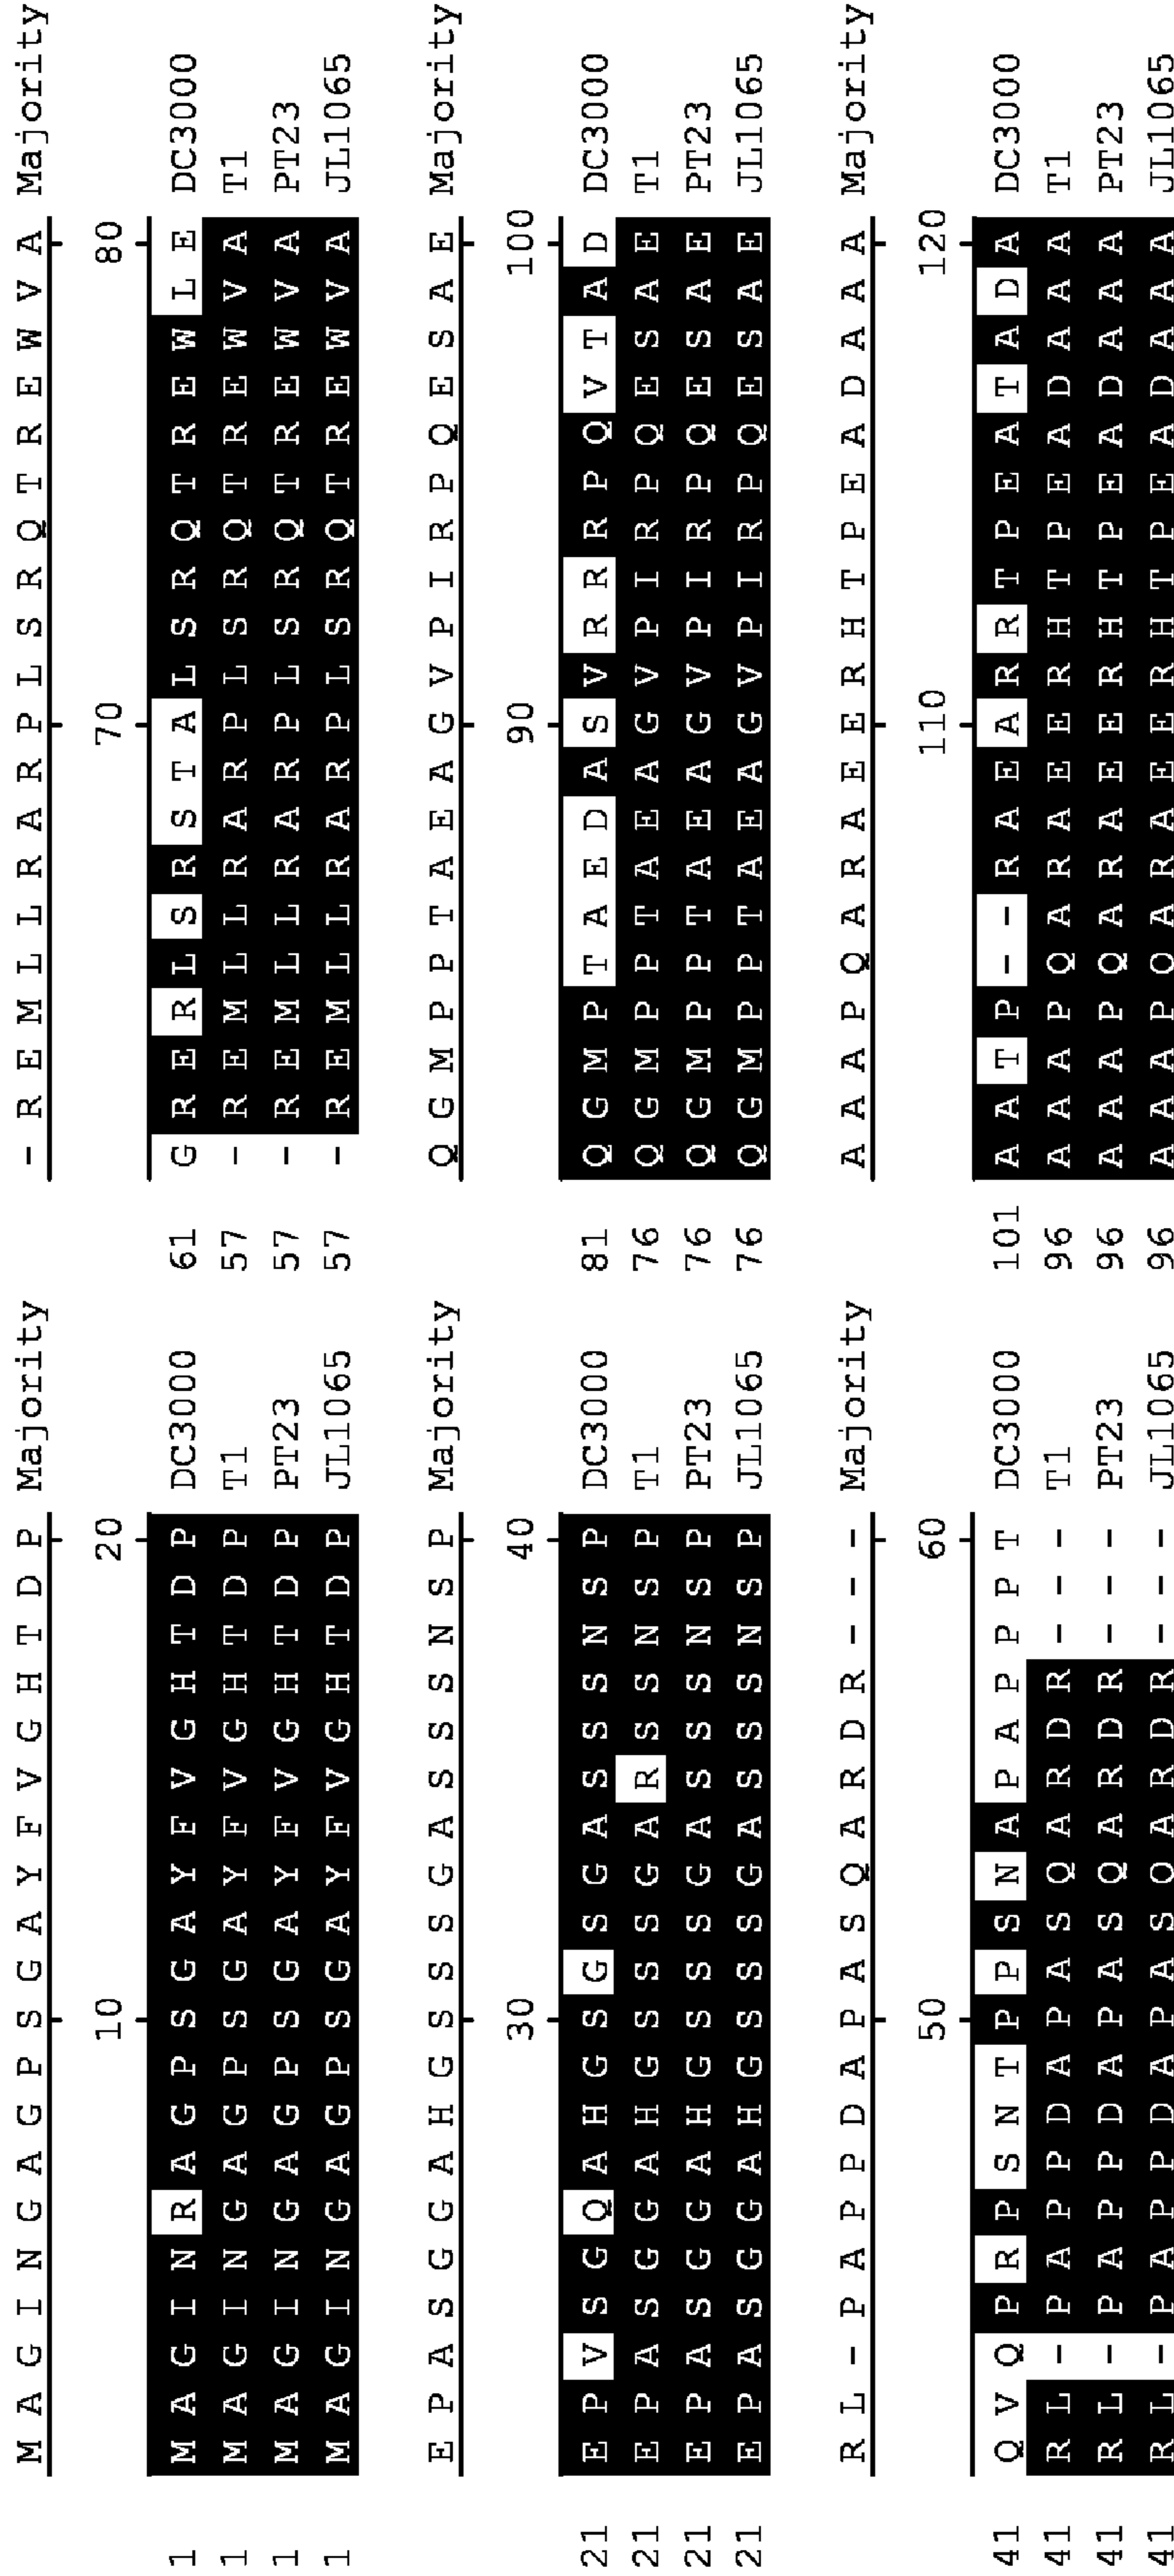 M A G I N G A G P S G A Y F V G H T D P Majority
10 20
1 M A G I N R A G P S G A Y F V G H T D P DC3000
1 M A G I N G A G P S G A Y F V G H T D P T1
1 M A G I N G A G P S G A Y F V G H T D P PT23
1 M A G I N G A G P S G A Y F V G H T D P JL1065
E P A S G G A H G S S S G A S S S N S P Majority
30 40
21 E P V S G Q A H G S G S G A S S S N S P DC3000
21 E P A S G G A H G S S S G A R S S N S P T1
21 E P A S G G A H G S S S G A S S S N S P PT23
21 E P A S G G A H G S S S G A S S S N S P JL1065
R L - P A P P D A P A S Q A R D R - - - Majority
50 60
41 Q V Q P R P S N T P P S N A P A P P P T DC3000
41 R L - P A P P D A P A S Q A R D R - - - T1
41 R L - P A P P D A P A S Q A R D R - - - PT23
41 R L - P A P P D A P A S Q A R D R - - - JL1065
- R E M L L R A R P L S R Q T R E W V A Majority
70 80
61 G R E R L S R S T A L S R Q T R E W L E DC3000
57 - R E M L L R A R P L S R Q T R E W V A T1
57 - R E M L L R A R P L S R Q T R E W V A PT23
57 - R E M L L R A R P L S R Q T R E W V A JL1065
Q G M P P T A E A G V P I R P Q E S A E Majority
90 100
81 Q G M P T A E D A S V R R R P Q V T A D DC3000
76 Q G M P P T A E A G V P I R P Q E S A E T1
76 Q G M P P T A E A G V P I R P Q E S A E PT23
76 Q G M P P T A E A G V P I R P Q E S A E JL1065
A A A P Q A R A E E R H T P E A D A A A Majority
110 120
101 A A T P - - R A E A R R T P E A T A D A DC3000
96 A A A P Q A R A E E R H T P E A D A A A T1
96 A A A P Q A R A E E R H T P E A D A A A PT23
96 A A A P Q A R A E E R H T P E A D A A A JL1065